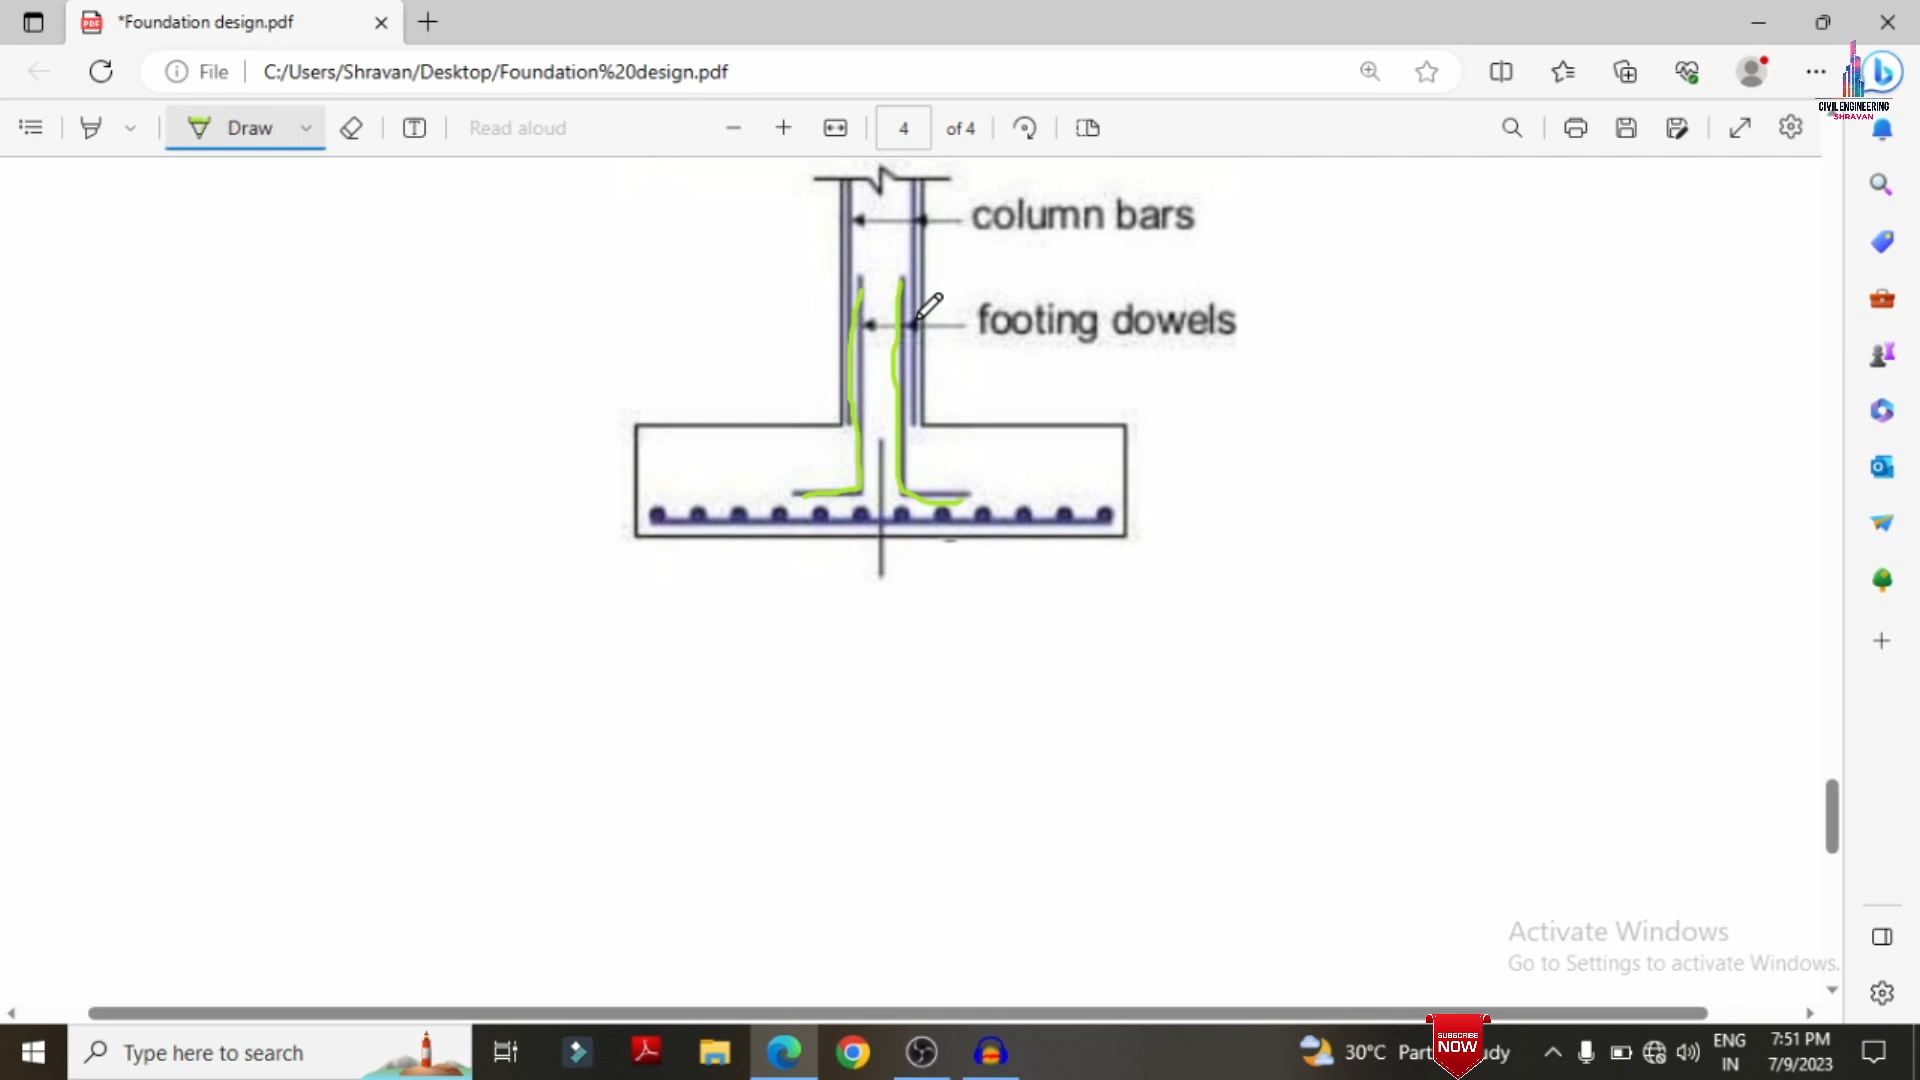 *Foundation design.pdf
File
C:/Users/Shravan/Desktop/Foundation%20design.pdf
CIVIL ENGINEERING
SHRAVAN
Draw
Read aloud
4
of 4
column bars
footing dowels
Activate Windows
Go to Settings to activate Windows.
Type here to search
30°C
SUBSCRIBE
NOW
ENG
IN
7:51 PM
7/9/2023